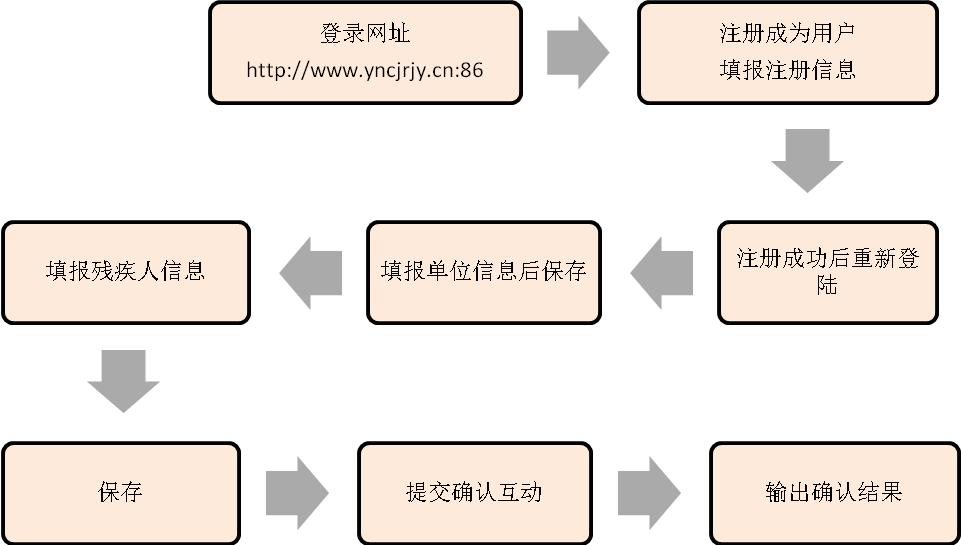 登录网址
http://www.yncjrjy.cn:86
注册成为用户
填报注册信息
注册成功后重新登
陆
填报单位信息后保存
填报残疾人信息
保存
提交确认互动
输出确认结果